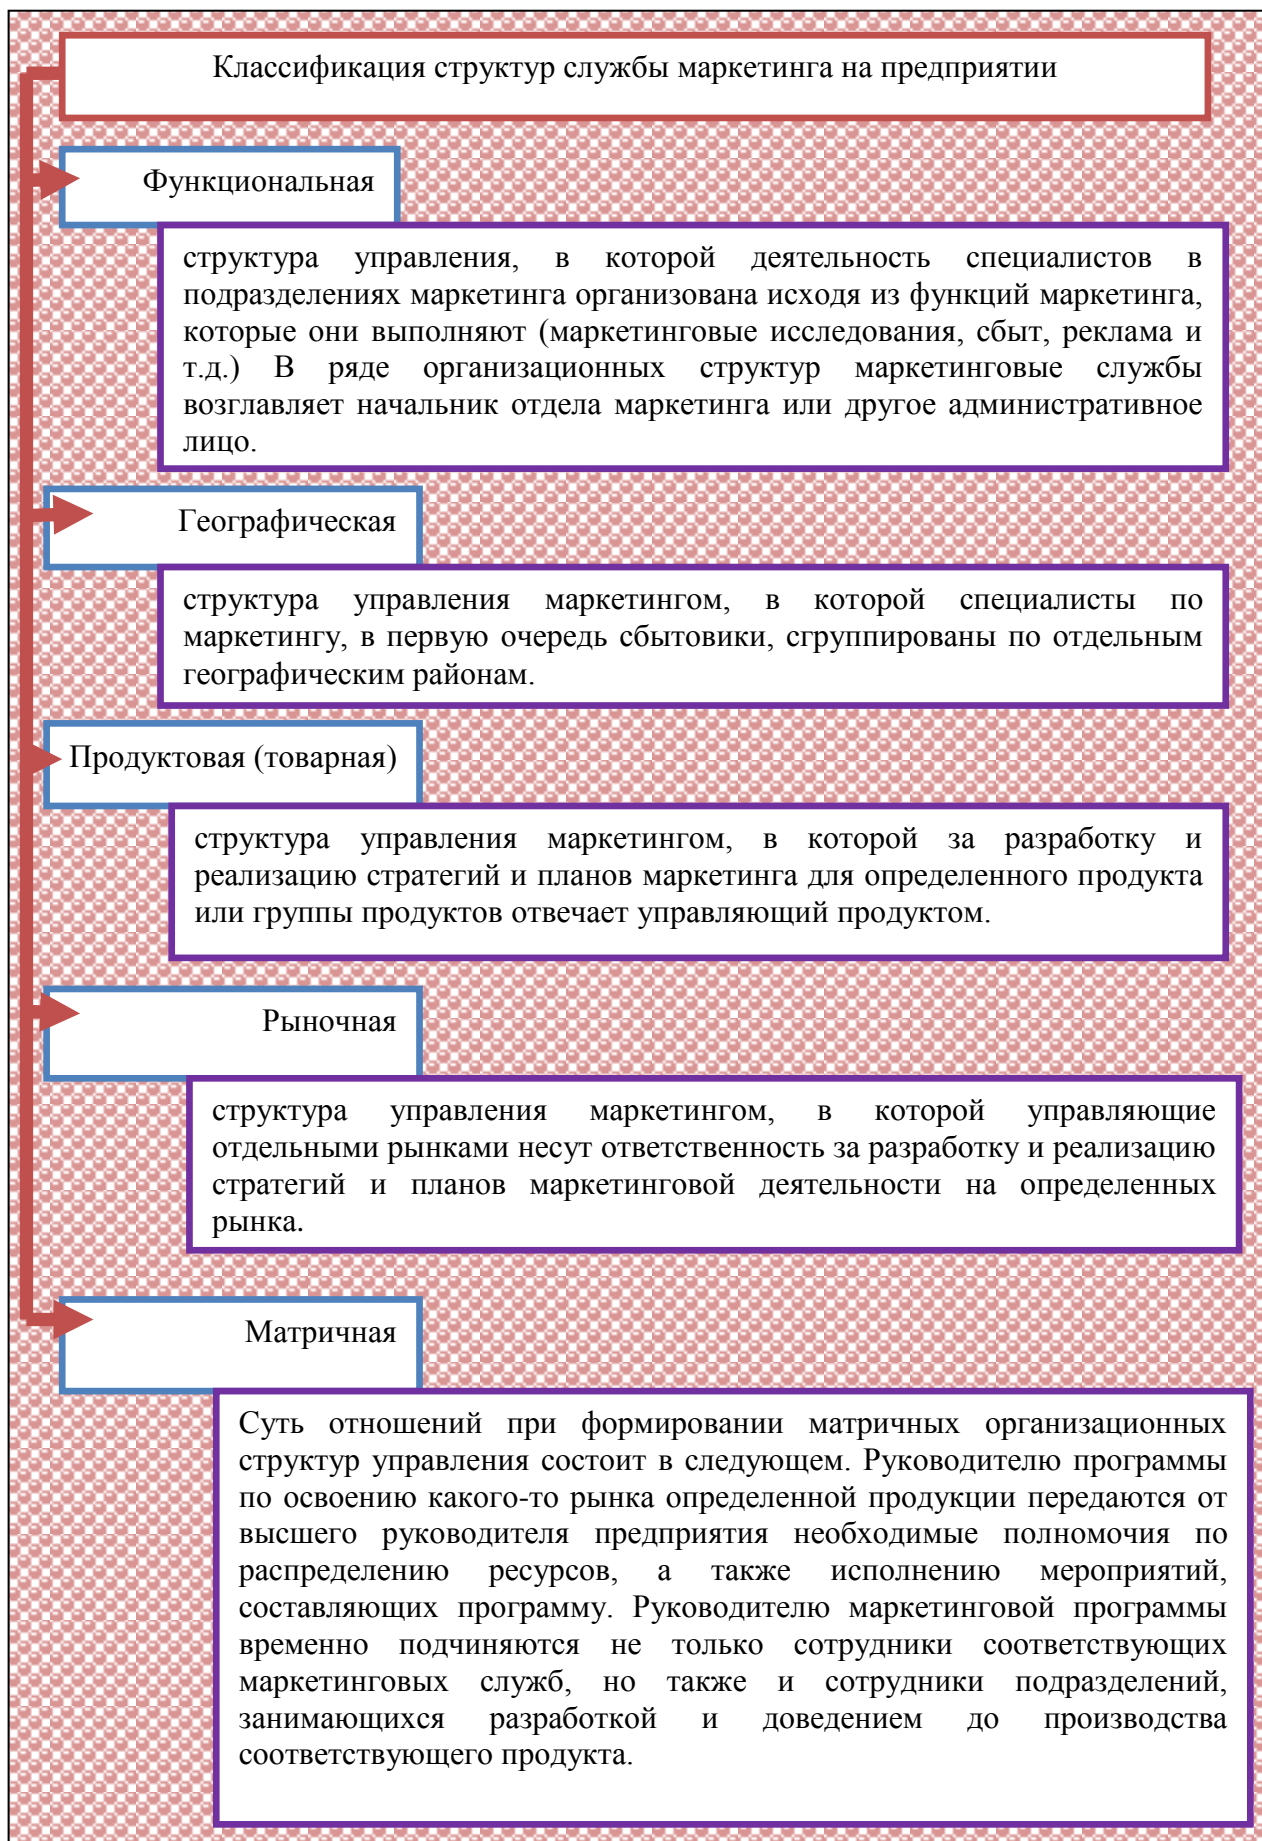 Классификация структур службы маркетинга на предприятии
Функциональная
структура управления, в которой деятельность специалистов в
подразделениях маркетинга организована исходя из функций маркетинга,
которые они выполняют (маркетинговые исследования, сбыт, реклама и
т.д.) В ряде организационных структур маркетинговые службы
возглавляет начальник отдела маркетинга или другое административное
лицо.
Географическая
структура управления маркетингом, в которой специалисты по
маркетингу, в первую очередь сбытовики, сгруппированы по отдельным
географическим районам.
Продуктовая (товарная)
структура управления маркетингом, в которой за разработку и
реализацию стратегий и планов маркетинга для определенного продукта
или группы продуктов отвечает управляющий продуктом.
Рыночная
структура управления маркетингом, в которой управляющие
отдельными рынками несут ответственность за разработку и реализацию
стратегий и планов маркетинговой деятельности на определенных
рынка.
Матричная
Суть отношений при формировании матричных организационных
структур управления состоит в следующем. Руководителю программы
по освоению какого-то рынка определенной продукции передаются от
высшего руководителя предприятия необходимые полномочия по
распределению ресурсов, а также исполнению мероприятий,
составляющих программу. Руководителю маркетинговой программы
временно подчиняются не только сотрудники соответствующих
маркетинговых служб, но также и сотрудники подразделений,
занимающихся разработкой и доведением до производства
соответствующего продукта.